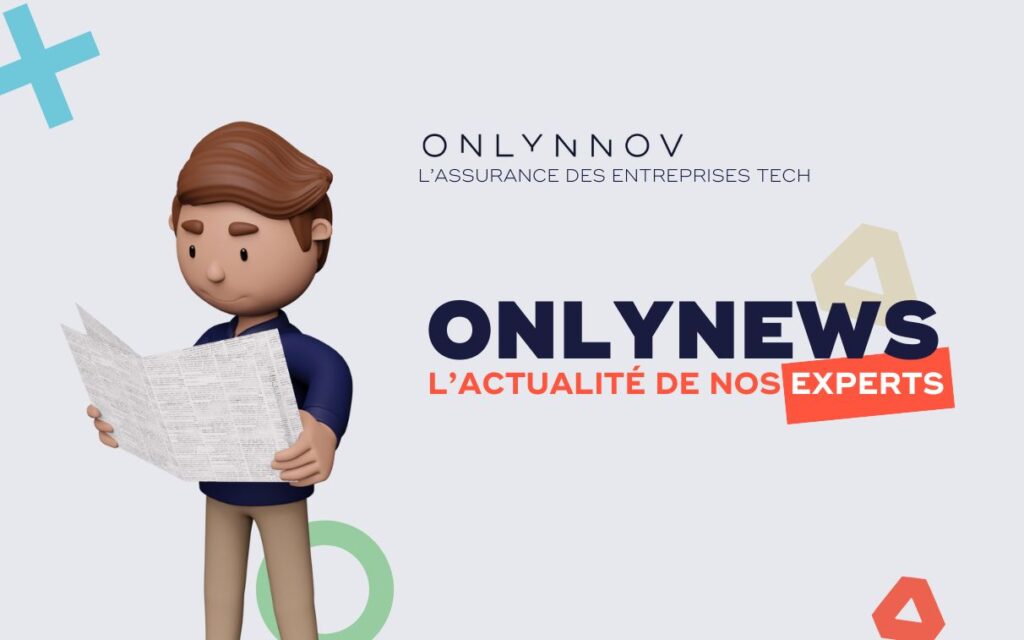 ONLYNNOV
L'ASSURANCE DES ENTREPRISES TECH
ONLYNEWS
L'ACTUALITÉ DE NOS EXPERTS